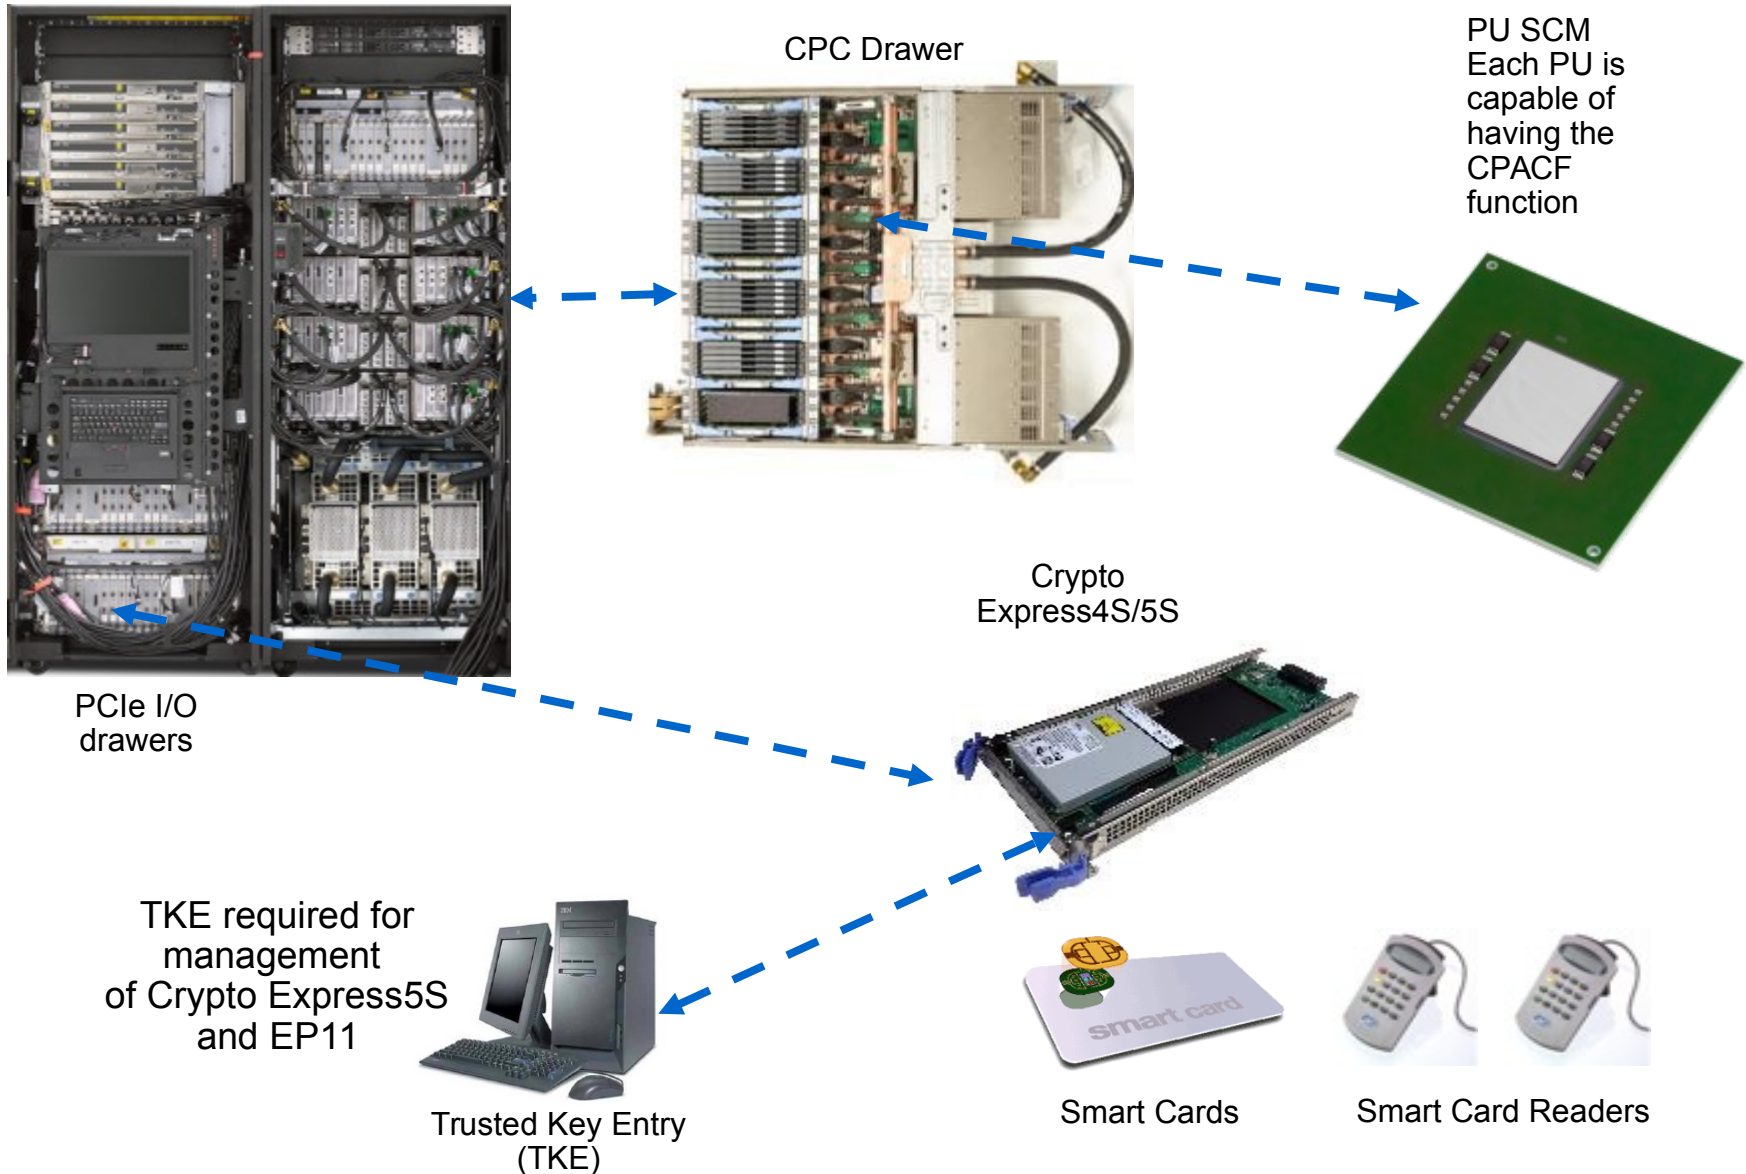 CPC Drawer
PU SCM
Each PU is
capable of
having the
CPACF
function
Crypto
Express4S/5S
PCIe I/O
drawers
TKE required for
management
of Crypto Express5S
and EP11
IBM
smart card
Trusted Key Entry
(TKE)
Smart Cards
Smart Card Readers